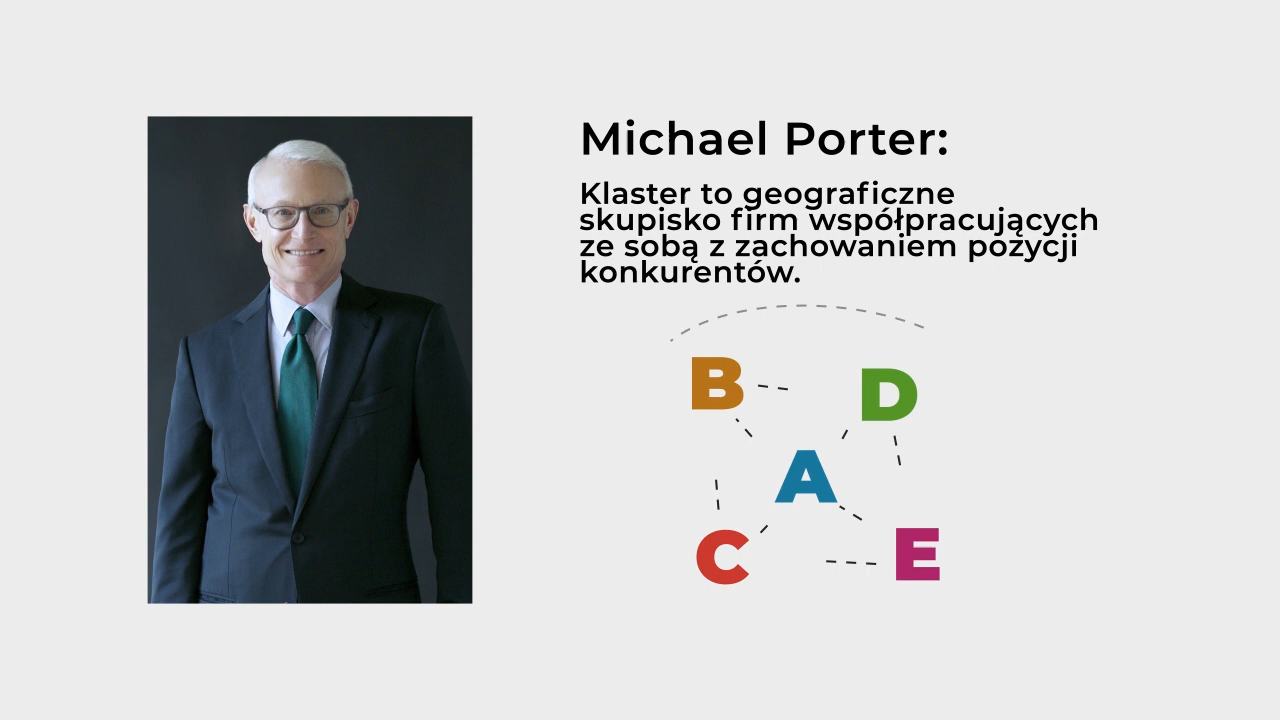 Michael Porter:
Klaster to geograficzne
skupisko firm współpracujących
ze sobą z zachowaniem pozycji
konkurentów.
B
D
A
C
E